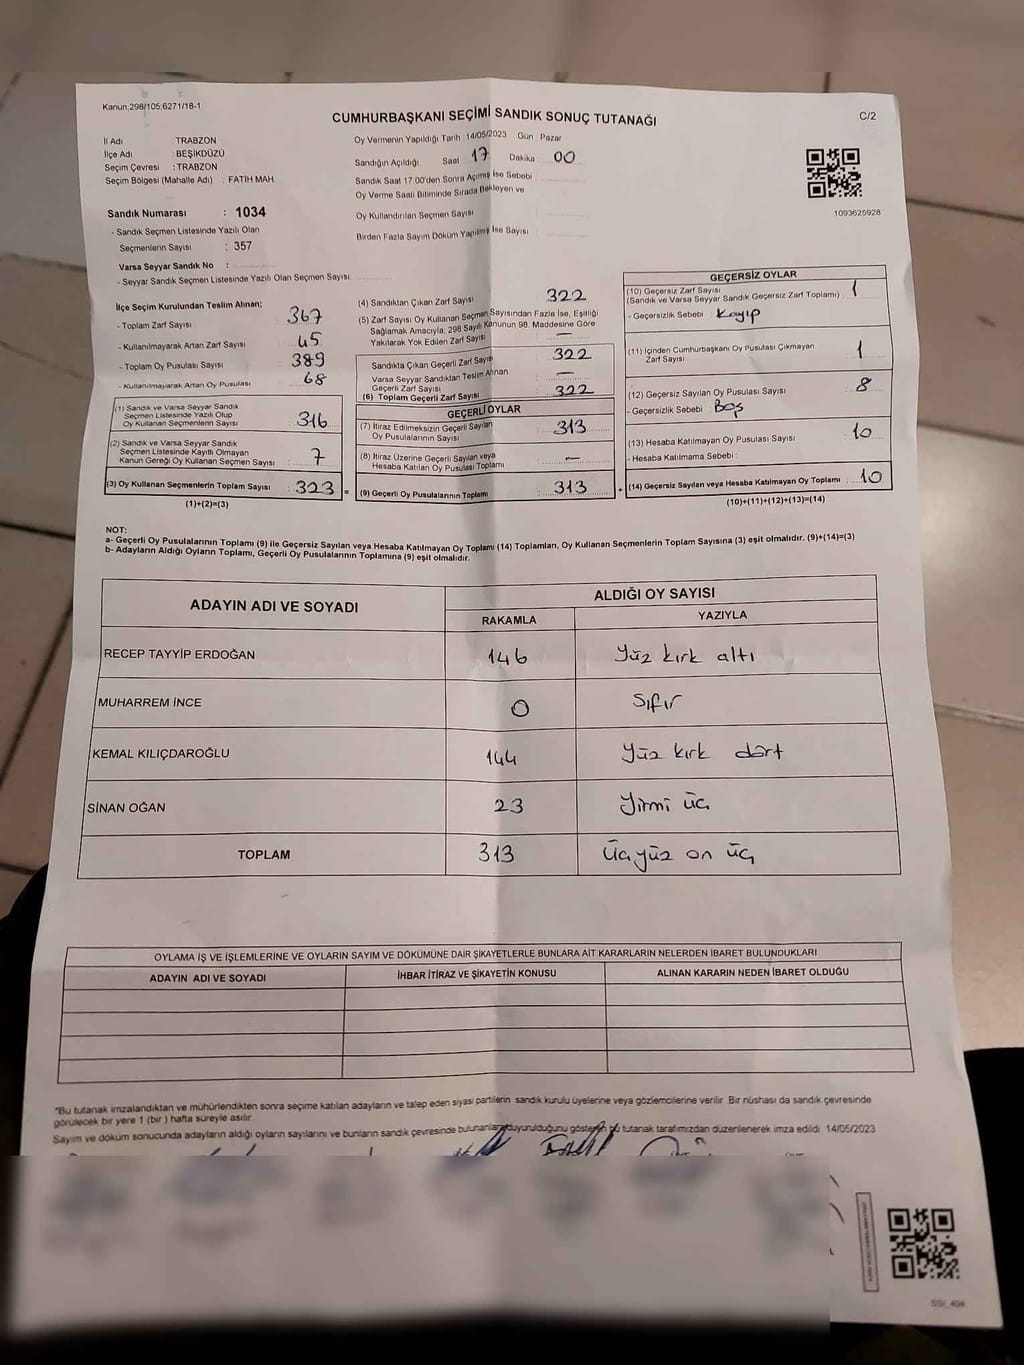 Kanun,298/105,6271/18-1
CUMHURBAŞKANI SEÇİMİ SANDIK SONUÇ TUTANAĞI
C/2
İl Adı : TRABZON
İlçe Adı : BEŞİKDÜZÜ
Seçim Çevresi : TRABZON
Seçim Bölgesi (Mahalle Adı) : FATİH MAH.
Sandık Numarası : 1034
- Sandık Seçmen Listesinde Yazılı Olan
Seçmenlerin Sayısı : 357
Varsa Seyyar Sandık No :
- Seyyar Sandık Seçmen Listesinde Yazılı Olan Seçmen Sayısı
Oy Vermenin Yapıldığı Tarih 14/05/2023 Gün : Pazar
Sandığın Açıldığı Saat 17 Dakika 00
Sandık Saat 17.00'den Sonra Açılmış İse Sebebi
Oy Verme Saati Bitiminde Sırada Bekleyen ve
Oy Kullandırılan Seçmen Sayısı
Birden Fazla Sayım Döküm Yapılmış İse Sayısı
1093625928
İlçe Seçim Kurulundan Teslim Alınan;
- Toplam Zarf Sayısı 367
- Kullanılmayarak Artan Zarf Sayısı 45
- Toplam Oy Pusulası Sayısı 389
- Kullanılmayarak Artan Oy Pusulası 68
(1) Sandık ve Varsa Seyyar Sandık
Seçmen Listesinde Yazılı Olup
Oy Kullanan Seçmenlerin Sayısı : 316
(2) Sandık ve Varsa Seyyar Sandık
Seçmen Listesinde Kayıtlı Olmayan
Kanun Gereği Oy Kullanan Seçmen Sayısı : 7
(3) Oy Kullanan Seçmenlerin Toplam Sayısı : 323 =
(1)+(2)=(3)
(4) Sandıktan Çıkan Zarf Sayısı 322
(5) Zarf Sayısı Oy Kullanan Seçmen Sayısından Fazla İse, Eşitliği
Sağlamak Amacıyla; 298 Sayılı Kanunun 98. Maddesine Göre
Yakılarak Yok Edilen Zarf Sayısı —
Sandıkta Çıkan Geçerli Zarf Sayısı 322
Varsa Seyyar Sandıktan Teslim Alınan
Geçerli Zarf Sayısı —
(6) Toplam Geçerli Zarf Sayısı 322
GEÇERLİ OYLAR
(7) İtiraz Edilmeksizin Geçerli Sayılan
Oy Pusulalarının Sayısı 313
(8) İtiraz Üzerine Geçerli Sayılan veya
Hesaba Katılan Oy Pusulası Toplamı —
(9) Geçerli Oy Pusulalarının Toplamı : 313 +
GEÇERSİZ OYLAR
(10) Geçersiz Zarf Sayısı
(Sandık ve Varsa Seyyar Sandık Geçersiz Zarf Toplamı) 1
- Geçersizlik Sebebi : Kayıp
(11) İçinden Cumhurbaşkanı Oy Pusulası Çıkmayan
Zarf Sayısı 1
(12) Geçersiz Sayılan Oy Pusulası Sayısı 8
- Geçersizlik Sebebi : Boş
(13) Hesaba Katılmayan Oy Pusulası Sayısı 10
- Hesaba Katılmama Sebebi :
(14) Geçersiz Sayılan veya Hesaba Katılmayan Oy Toplamı : 10
(10)+(11)+(12)+(13)=(14)
NOT:
a- Geçerli Oy Pusulalarının Toplamı (9) ile Geçersiz Sayılan veya Hesaba Katılmayan Oy Toplamı (14) Toplamları, Oy Kullanan Seçmenlerin Toplam Sayısına (3) eşit olmalıdır. (9)+(14)=(3)
b- Adayların Aldığı Oyların Toplamı, Geçerli Oy Pusulalarının Toplamına (9) eşit olmalıdır.
ADAYIN ADI VE SOYADI ALDIĞI OY SAYISI
RAKAMLA YAZIYLA
RECEP TAYYİP ERDOĞAN 146 Yüz kırk altı
MUHARREM İNCE 0 Sıfır
KEMAL KILIÇDAROĞLU 144 Yüz kırk dört
SİNAN OĞAN 23 Yirmi üç
TOPLAM 313 Üçyüz on üç
OYLAMA İŞ VE İŞLEMLERİNE VE OYLARIN SAYIM VE DÖKÜMÜNE DAİR ŞİKAYETLERLE BUNLARA AİT KARARLARIN NELERDEN İBARET BULUNDUKLARI
ADAYIN ADI VE SOYADI İHBAR İTİRAZ VE ŞİKAYETİN KONUSU ALINAN KARARIN NEDEN İBARET OLDUĞU
*Bu tutanak imzalandıktan ve mühürlendikten sonra seçime katılan adayların ve talep eden siyasi partilerin sandık kurulu üyelerine veya gözlemcilerine verilir. Bir nüshası da sandık çevresinde
görülecek bir yere 1 (bir) hafta süreyle asılır.
Sayım ve döküm sonucunda adayların aldığı oyların sayılarını ve bunların sandık çevresinde bulunanlara duyurulduğunu gösteren bu tutanak tarafımızdan düzenlenerek imza edildi. 14/05/2023